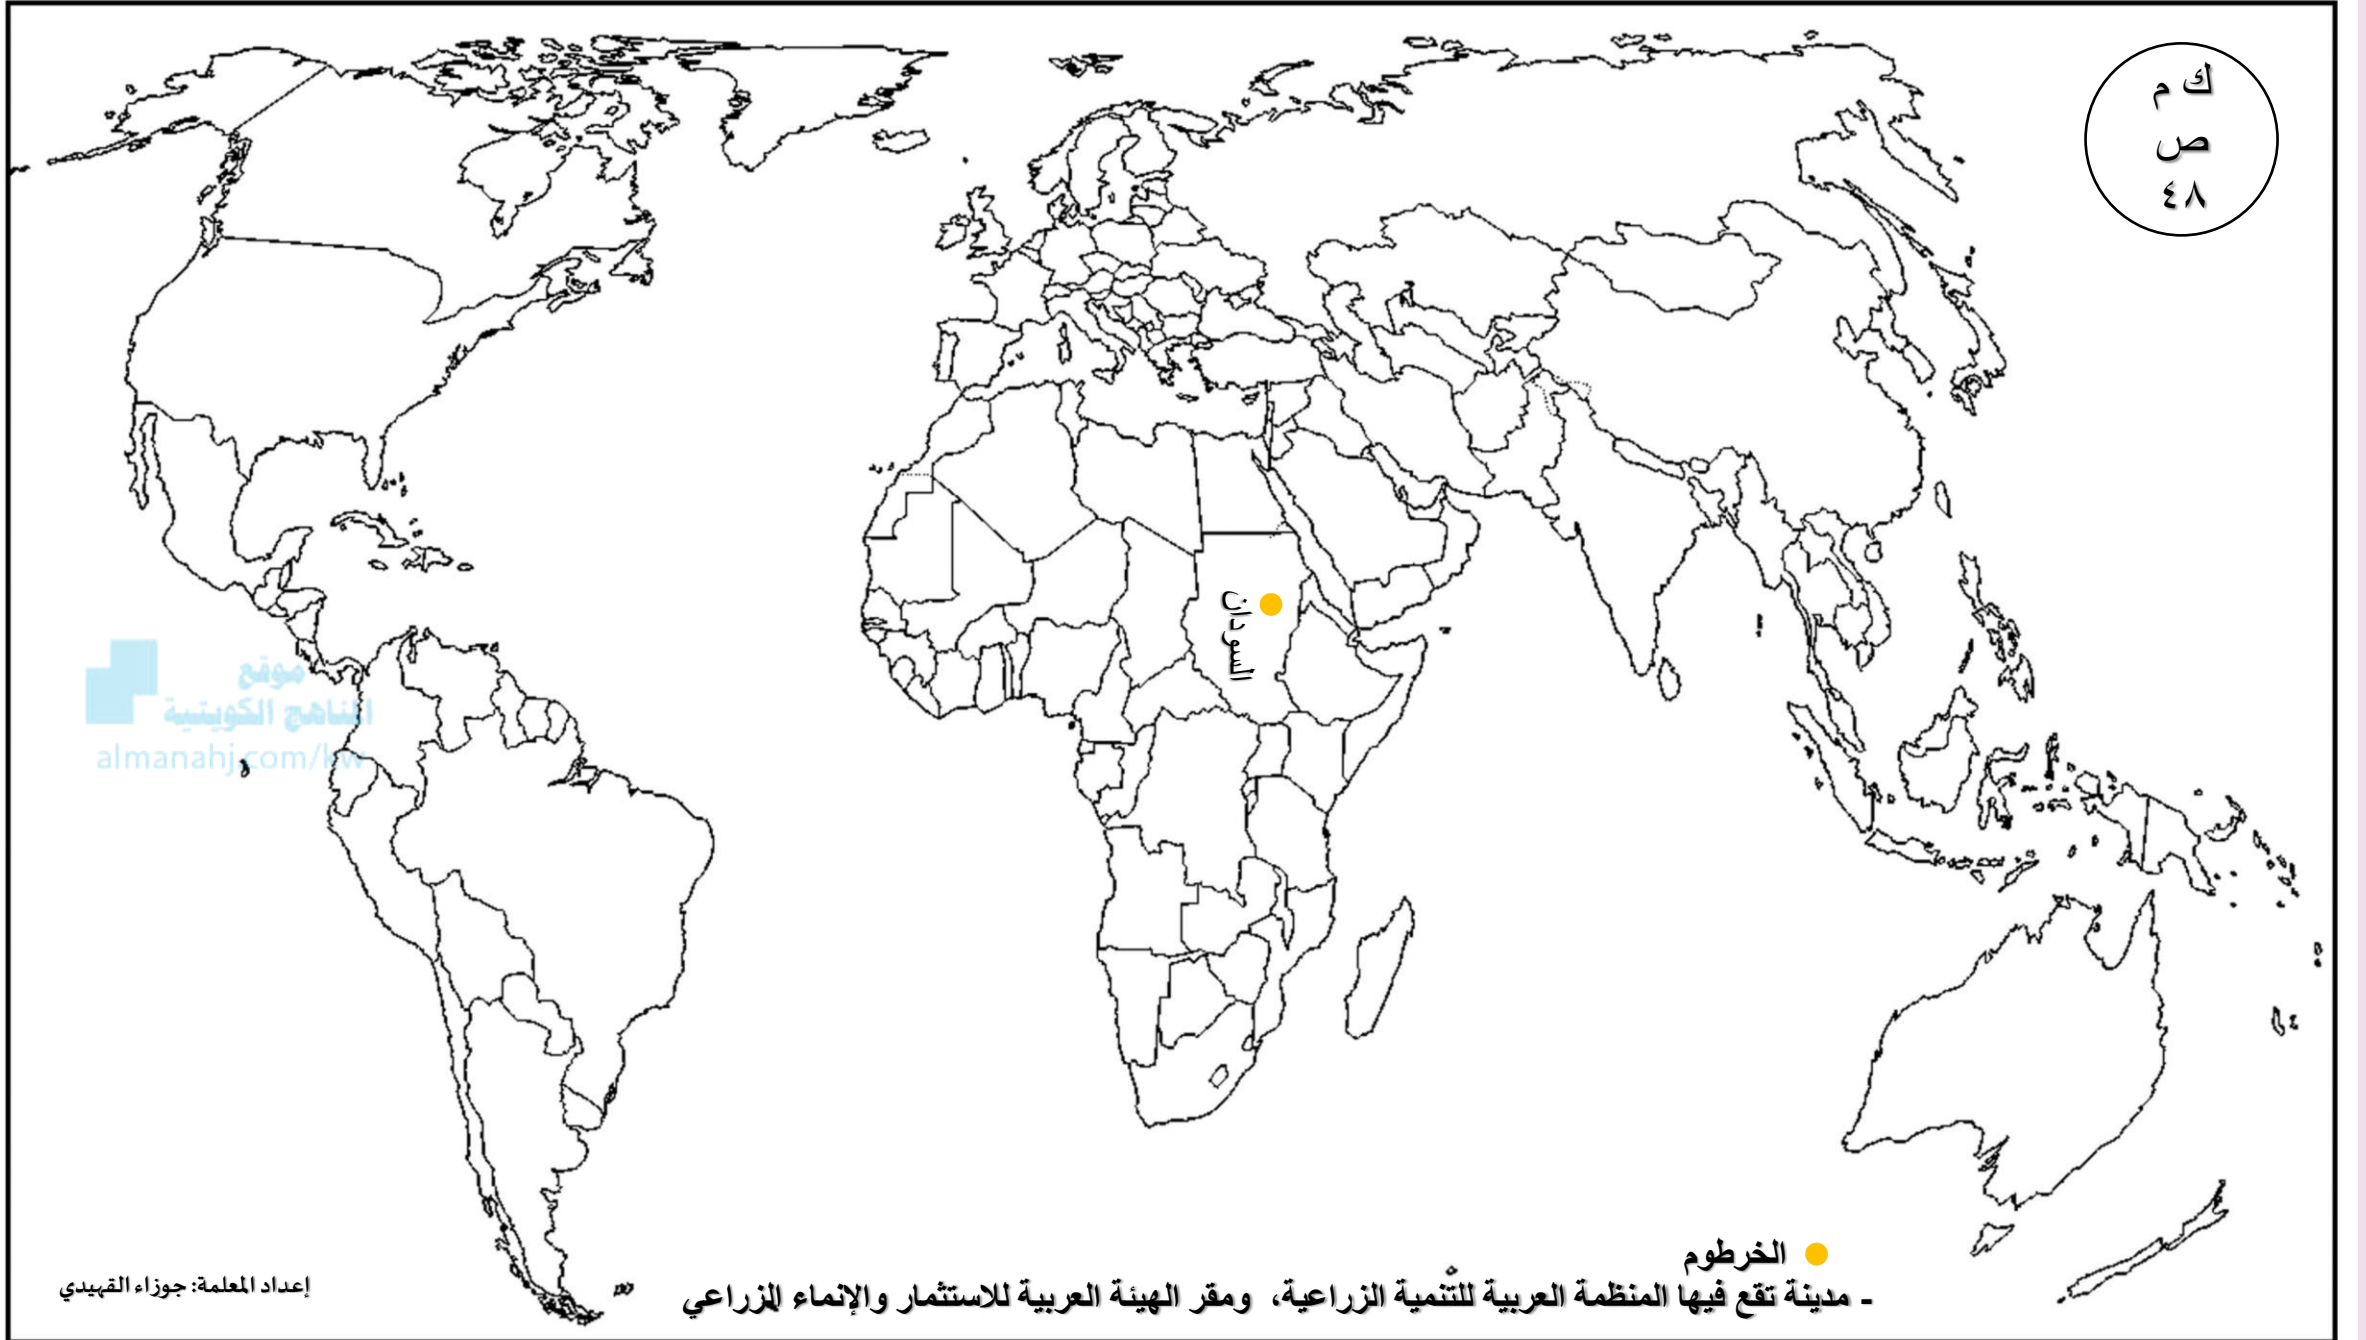 ك م
ص
٤٨
السودان
موقع
المناهج الكويتية
almanahj.com/kw
الخرطوم
- مدينة تقع فيها المنظمة العربية للتنمية الزراعية، ومقر الهيئة العربية للاستثمار والإنماء الزراعي
إعداد المعلمة: جوزاء القهيدي